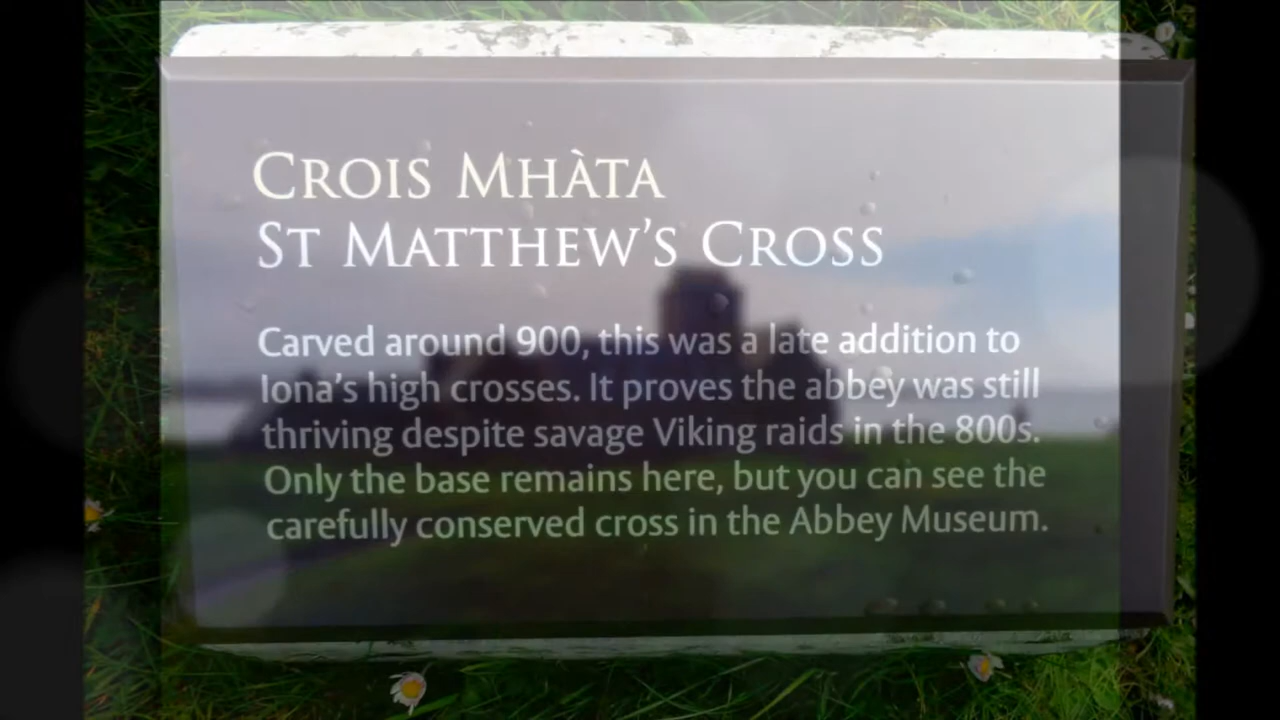 CROIS MHÀTA
ST MATTHEW'S CROSS
Carved around 900, this was a late addition to
Iona's high crosses. It proves the abbey was still
thriving despite savage Viking raids in the 800s.
Only the base remains here, but you can see the
carefully conserved cross in the Abbey Museum.